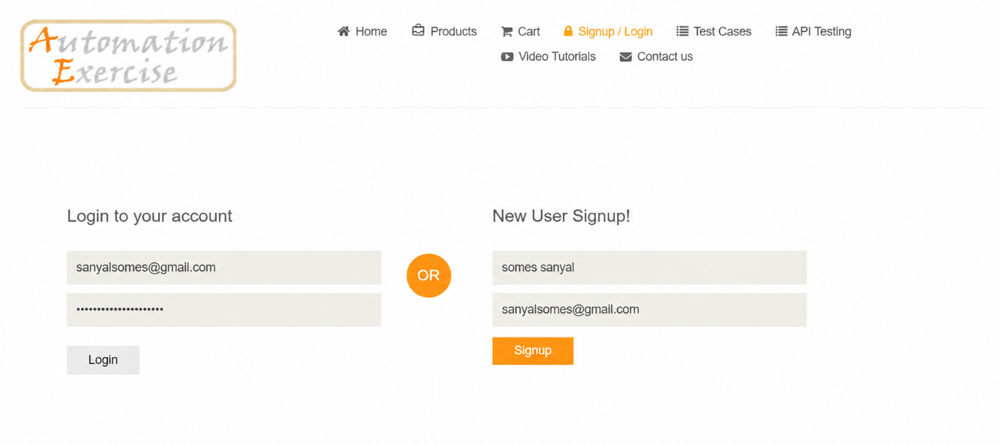 Automation
Exercise
Home Products Cart Signup / Login Test Cases API Testing
Video Tutorials Contact us
Login to your account
sanyalsomes@gmail.com
•••••••••••••••••••••
Login
OR
New User Signup!
somes sanyal
sanyalsomes@gmail.com
Signup